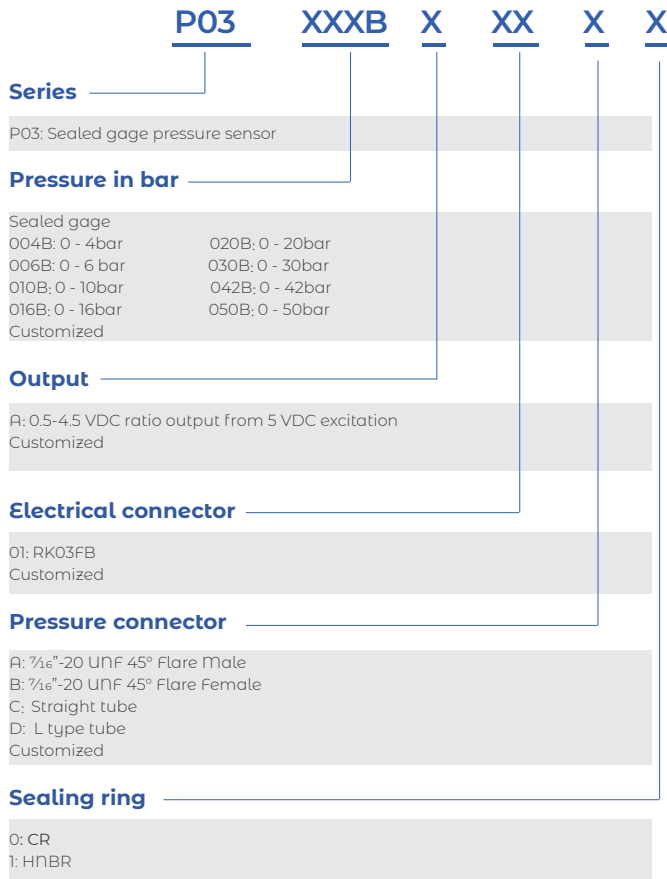 P03 XXXB X XX X X
Series
P03: Sealed gage pressure sensor
Pressure in bar
Sealed gage
004B: 0 - 4bar 020B: 0 - 20bar
006B: 0 - 6 bar 030B: 0 - 30bar
010B: 0 - 10bar 042B: 0 - 42bar
016B: 0 - 16bar 050B: 0 - 50bar
Customized
Output
A: 0.5-4.5 VDC ratio output from 5 VDC excitation
Customized
Electrical connector
01: RK03FB
Customized
Pressure connector
A: 7⁄16”-20 UNF 45° Flare Male
B: 7⁄16”-20 UNF 45° Flare Female
C: Straight tube
D: L type tube
Customized
Sealing ring
0: CR
1: HNBR